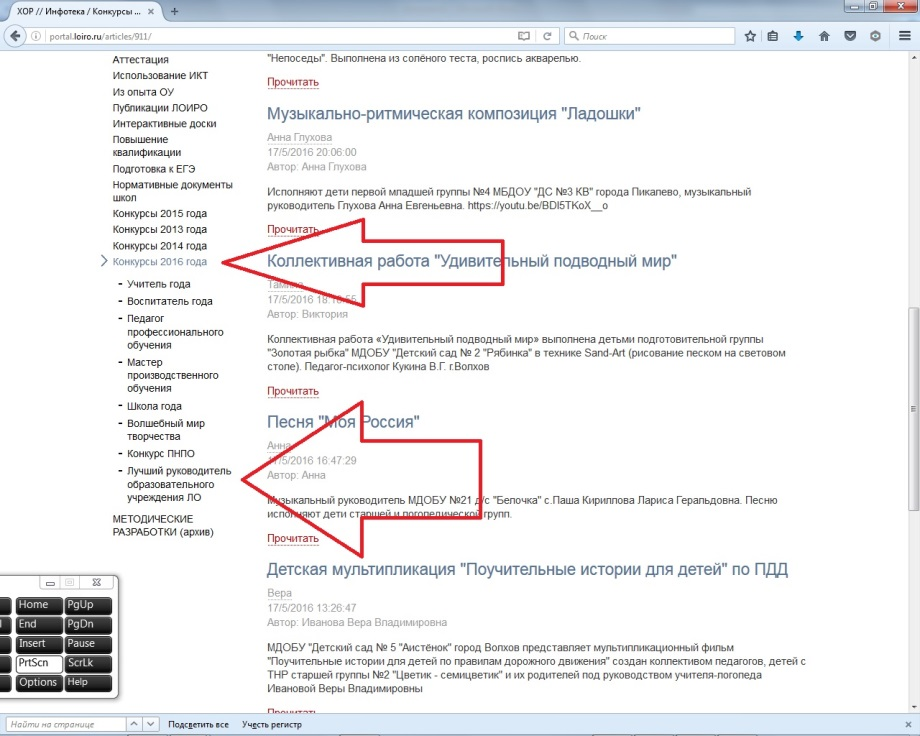 ХОР // Инфотека / Конкурсы ...
portal.loiro.ru/articles/911/
Поиск
Аттестация
Использование ИКТ
Из опыта ОУ
Публикации ЛОИРО
Интерактивные доски
Повышение
квалификации
Подготовка к ЕГЭ
Нормативные документы
школ
Конкурсы 2015 года
Конкурсы 2013 года
Конкурсы 2014 года
Конкурсы 2016 года
- Учитель года
- Воспитатель года
- Педагог
профессионального
обучения
- Мастер
производственного
обучения
- Школа года
- Волшебный мир
творчества
- Конкурс ПНПО
- Лучший руководитель
образовательного
учреждения ЛО
МЕТОДИЧЕСКИЕ
РАЗРАБОТКИ (архив)
"Непоседы". Выполнена из солёного теста, роспись акварелью.
Прочитать
Музыкально-ритмическая композиция "Ладошки"
Анна Глухова
17/5/2016 20:06:00
Автор: Анна Глухова
Исполняют дети первой младшей группы №4 МБДОУ "ДС №3 КВ" города Пикалево, музыкальный
руководитель Глухова Анна Евгеньевна. https://youtu.be/BDI5TKoX__o
Прочитать
Коллективная работа "Удивительный подводный мир"
17/5/2016
Автор: Виктория
Коллективная работа «Удивительный подводный мир» выполнена детьми подготовительной группы
"Золотая рыбка" МДОБУ "Детский сад № 2 "Рябинка" в технике Sand-Art (рисование песком на световом
столе). Педагог-психолог Кукина В.Г. г.Волхов
Прочитать
Песня "Моя Россия"
Анна
17/5/2016 16:47:29
Автор: Анна
Музыкальный руководитель МДОБУ №21 д/с "Белочка" с.Паша Кириллова Лариса Геральдовна. Песню
исполняют дети старшей и логопедической групп.
Прочитать
Детская мультипликация "Поучительные истории для детей" по ПДД
Вера
17/5/2016 13:26:47
Автор: Иванова Вера Владимировна
МДОБУ "Детский сад № 5 "Аистёнок" город Волхов представляет мультипликационный фильм
"Поучительные истории для детей по правилам дорожного движения" создан коллективом педагогов, детей с
ТНР старшей группы №2 "Цветик - семицветик" и их родителей под руководством учителя-логопеда
Ивановой Веры Владимировны
Прочитать
Home PgUp
End PgDn
Insert Pause
PrtScn ScrLk
Options Help
Найти на странице Подсветить все Учесть регистр